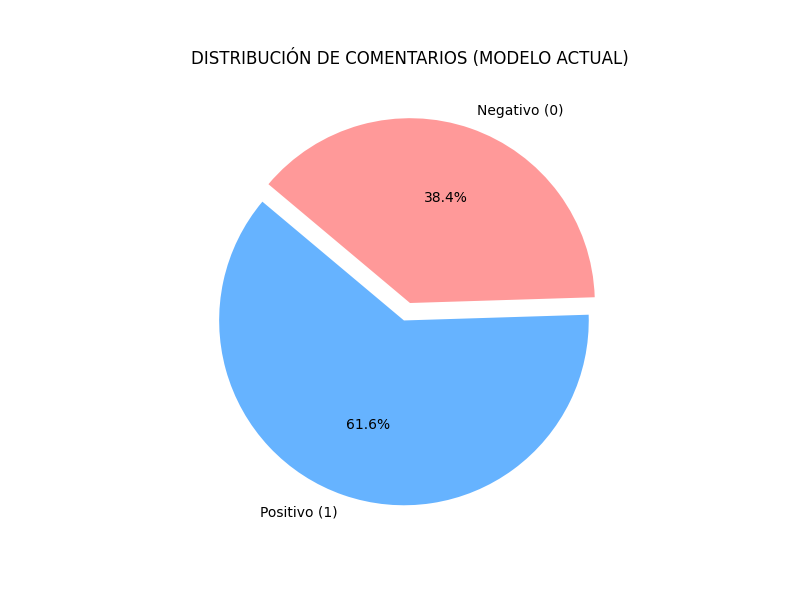 DISTRIBUCIÓN DE COMENTARIOS (MODELO ACTUAL)
Negativo (0)
38.4%
61.6%
Positivo (1)